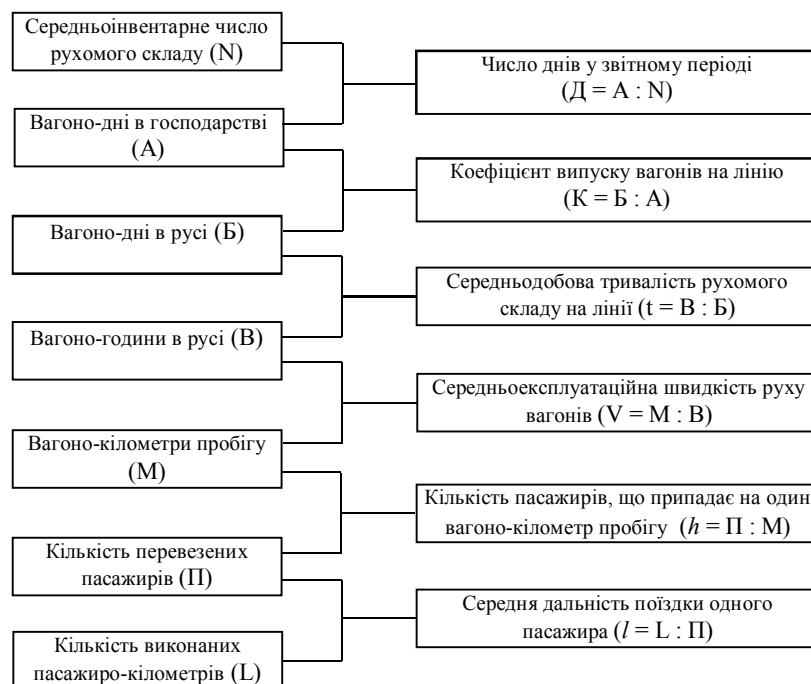 Середньоінвентарне число
рухомого складу (N)
Вагоно-дні в господарстві
(А)
Вагоно-дні в русі (Б)
Вагоно-години в русі (В)
Вагоно-кілометри пробігу
(М)
Кількість перевезених
пасажирів (П)
Кількість виконаних
пасажиро-кілометрів (L)
Число днів у звітному періоді
(Д = А : N)
Коефіцієнт випуску вагонів на лінію
(К = Б : А)
Середньодобова тривалість рухомого
складу на лінії (t = В : Б)
Середньоексплуатаційна швидкість руху
вагонів (V = М : В)
Кількість пасажирів, що припадає на один
вагоно-кілометр пробігу (h = П : М)
Середня дальність поїздки одного
пасажира (l = L : П)